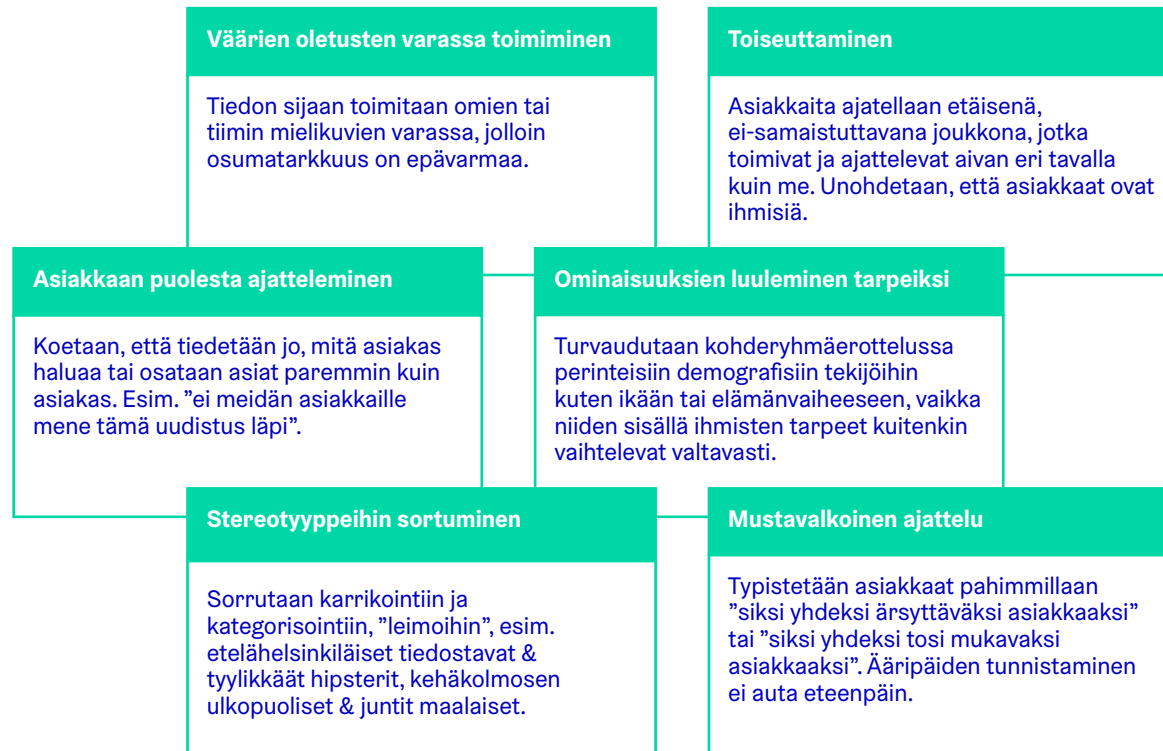 Väärien oletusten varassa toimiminen
Tiedon sijaan toimitaan omien tai
tiimin mielikuvien varassa, jolloin
osumatarkkuus on epävarmaa.
Toiseuttaminen
Asiakkaita ajatellaan etäisenä,
ei-samaistuttavana joukkona, jotka
toimivat ja ajattelevat aivan eri tavalla
kuin me. Unohdetaan, että asiakkaat ovat
ihmisiä.
Asiakkaan puolesta ajatteleminen
Koetaan, että tiedetään jo, mitä asiakas
haluaa tai osataan asiat paremmin kuin
asiakas. Esim. ”ei meidän asiakkaille
mene tämä uudistus läpi”.
Ominaisuuksien luuleminen tarpeiksi
Turvaudutaan kohderyhmäerottelussa
perinteisiin demografisiin tekijöihin
kuten ikään tai elämänvaiheeseen, vaikka
niiden sisällä ihmisten tarpeet kuitenkin
vaihtelevat valtavasti.
Stereotyyppeihin sortuminen
Sorrutaan karrikointiin ja
kategorisointiin, ”leimoihin”, esim.
etelähelsinkiläiset tiedostavat &
tyylikkäät hipsterit, kehäkolmosen
ulkopuoliset & juntit maalaiset.
Mustavalkoinen ajattelu
Typistetään asiakkaat pahimmillaan
”siksi yhdeksi ärsyttäväksi asiakkaaksi”
tai ”siksi yhdeksi tosi mukavaksi
asiakkaaksi”. Ääripäiden tunnistaminen
ei auta eteenpäin.